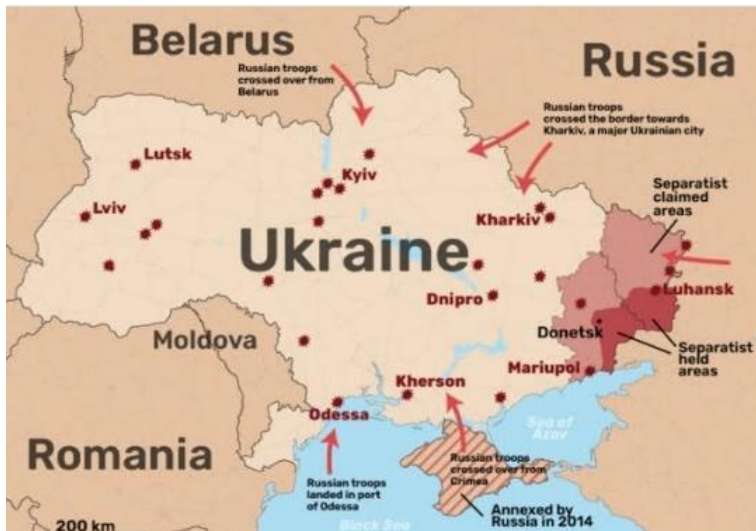 Belarus
Russia
Russian troops
crossed over from
Belarus
Russian troops
crossed the border towards
Kharkiv, a major Ukrainian city
Lutsk
Kyiv
Separatist
claimed
areas
Lviv
Kharkiv
Ukraine
Luhansk
Dnipro
Moldova
Donetsk
Separatist
held
areas
Mariupol
Kherson
Odessa
Sea of
Azov
Romania
Russian troops
crossed over from
Crimea
Russian troops
landed in port
of Odessa
Annexed by
Russia in 2014
200 km
Black Sea